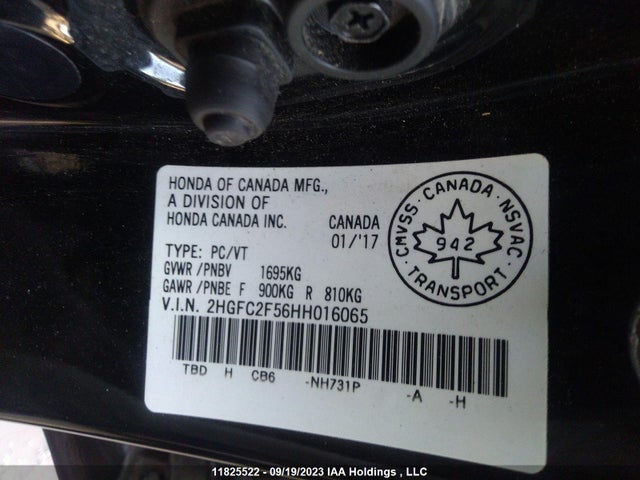 HONDA OF CANADA MFG.,
A DIVISION OF
HONDA CANADA INC.
CANADA
01/'17
TYPE: PC/VT
GVWR /PNBV 1695KG
GAWR /PNBE F 900KG R 810KG
V.I.N. 2HGFC2F56HH016065
TBD H CB6 -NH731P -A -H
CMVSS · CANADA · NSVAC
942
TRANSPORT
11825522 - 09/19/2023 IAA Holdings , LLC